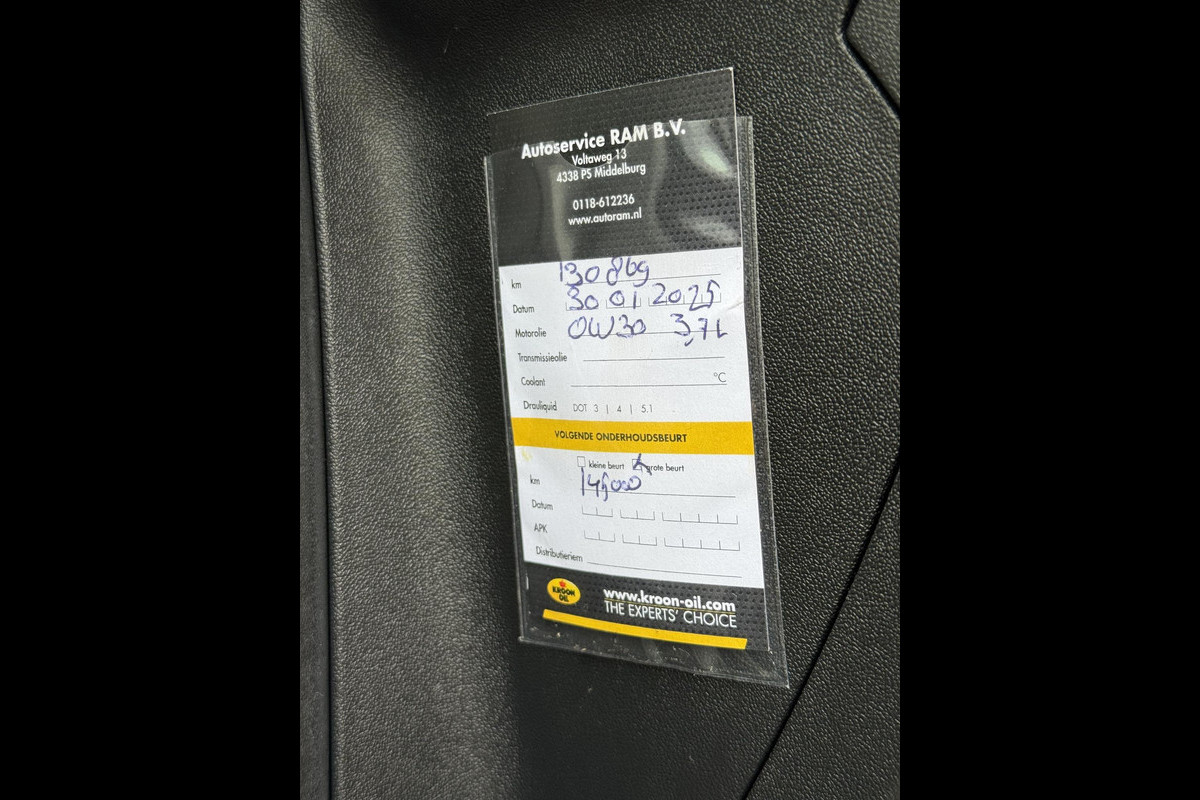 Autoservice RAM B.V.
Voltaweg 13
4338 PS Middelburg
0118-612236
www.autoram.nl
km 130869
Datum 30 01 2025
Motorolie 0W30 3,7L
Transmissieolie
Coolant °C
Drauliquid DOT 3 | 4 | 5.1
VOLGENDE ONDERHOUDSBEURT
kleine beurt grote beurt
km 145000
Datum
APK
Distributieriem
KROON OIL
www.kroon-oil.com
THE EXPERTS' CHOICE